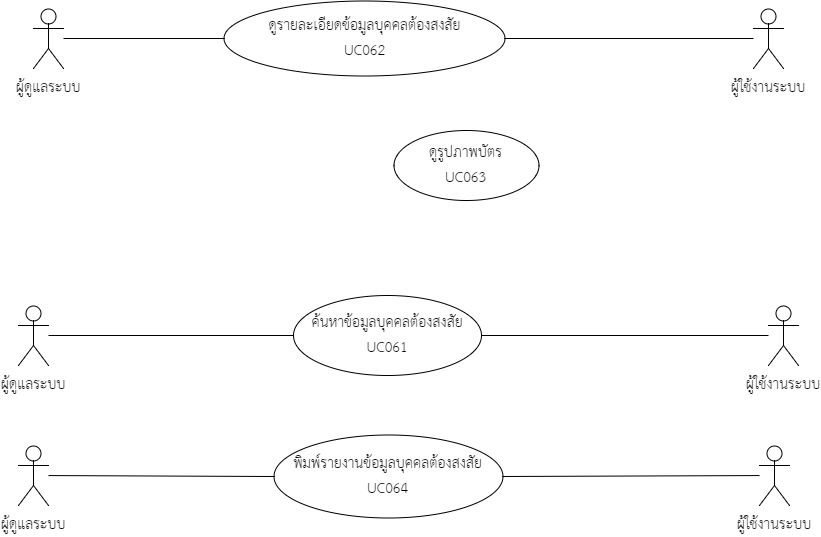 ดูรายละเอียดข้อมูลบุคคลต้องสงสัย
UC062
ผู้ดูแลระบบ
ผู้ใช้งานระบบ
ดูรูปภาพบัตร
UC063
ค้นหาข้อมูลบุคคลต้องสงสัย
UC061
ผู้ดูแลระบบ
ผู้ใช้งานระบบ
พิมพ์รายงานข้อมูลบุคคลต้องสงสัย
UC064
ผู้ดูแลระบบ
ผู้ใช้งานระบบ